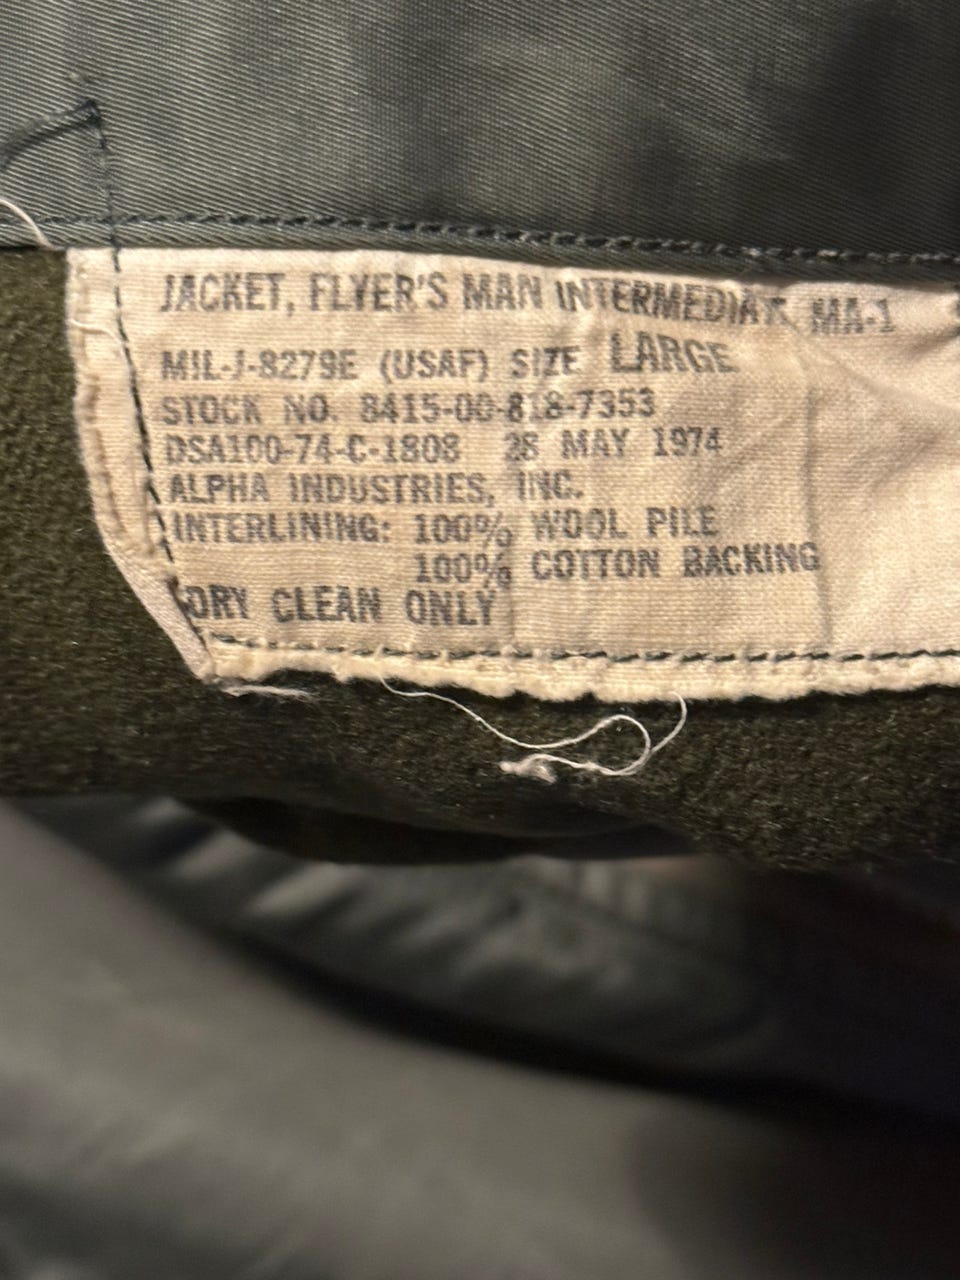 JACKET, FLYER'S MAN INTERMEDIATE MA-1
MIL-J-8279E (USAF) SIZE LARGE
STOCK NO. 8415-00-818-7353
DSA100-74-C-1808 28 MAY 1974
ALPHA INDUSTRIES, INC.
INTERLINING: 100% WOOL PILE
100% COTTON BACKING
DRY CLEAN ONLY